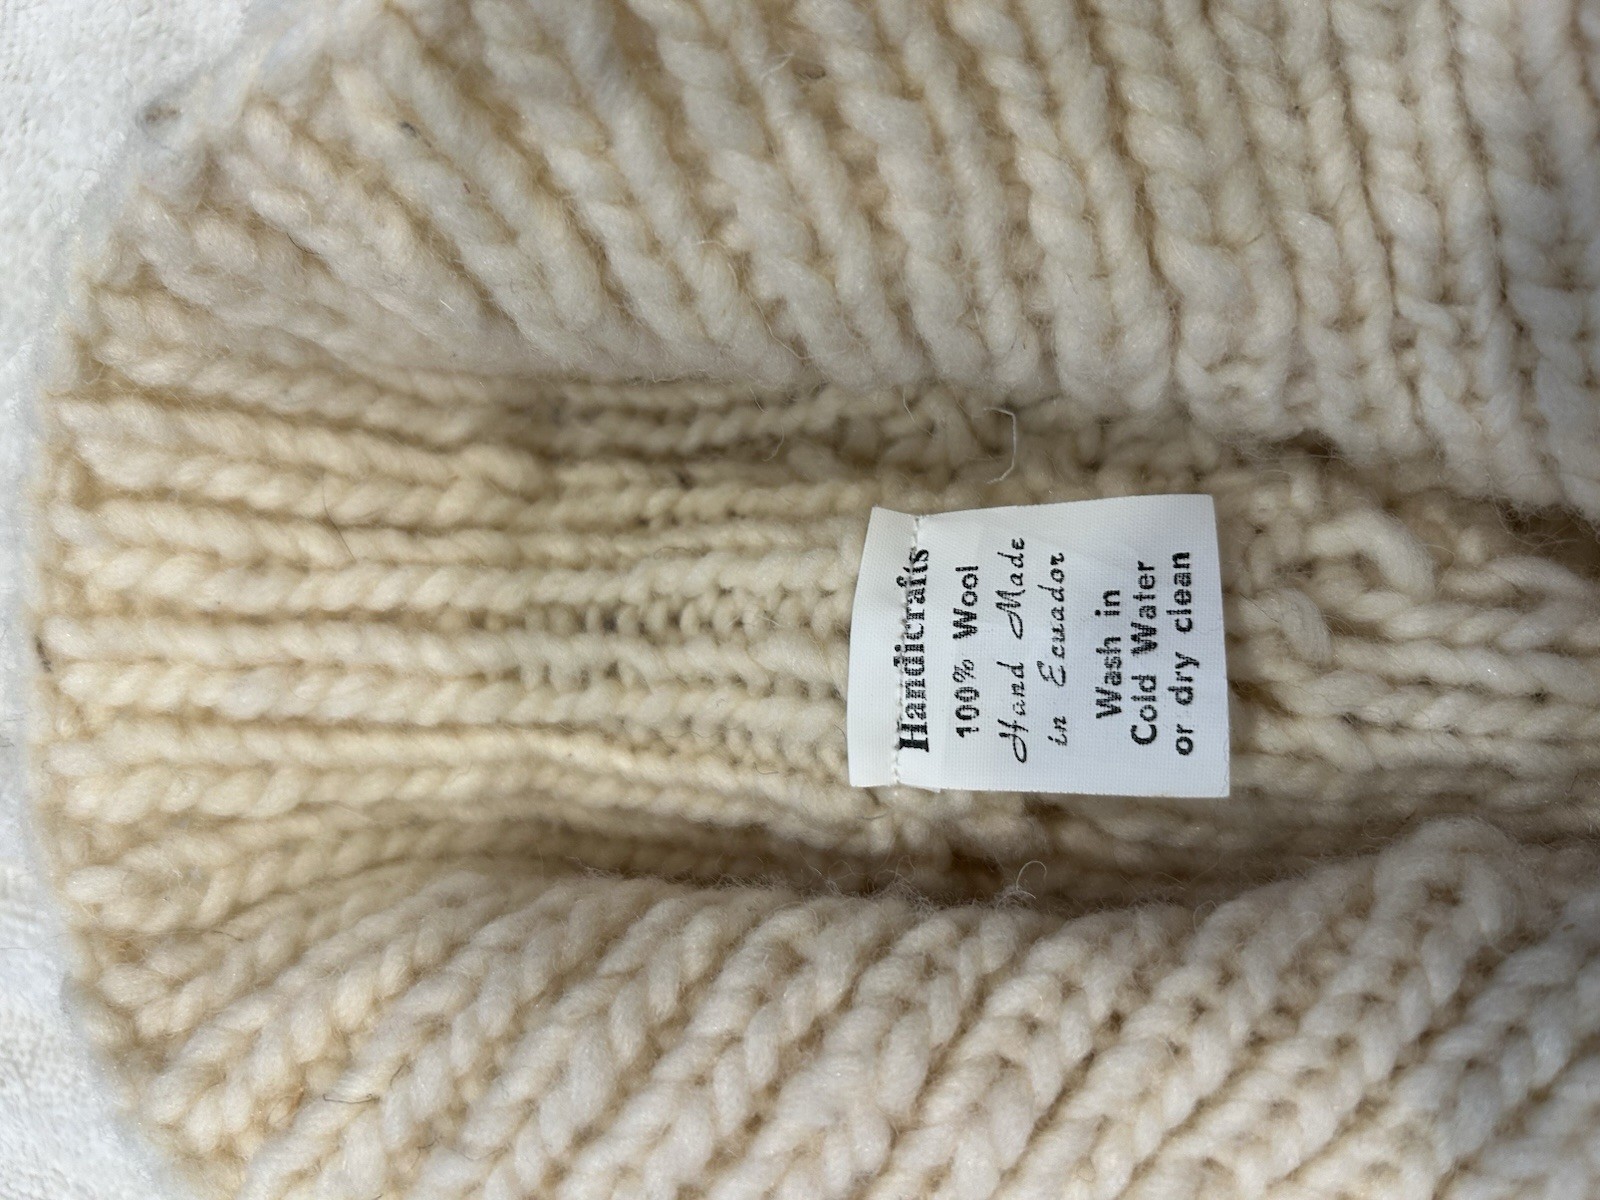 Handicrafts
100% Wool
Hand Made
in Ecuador
Wash in
Cold Water
or dry clean